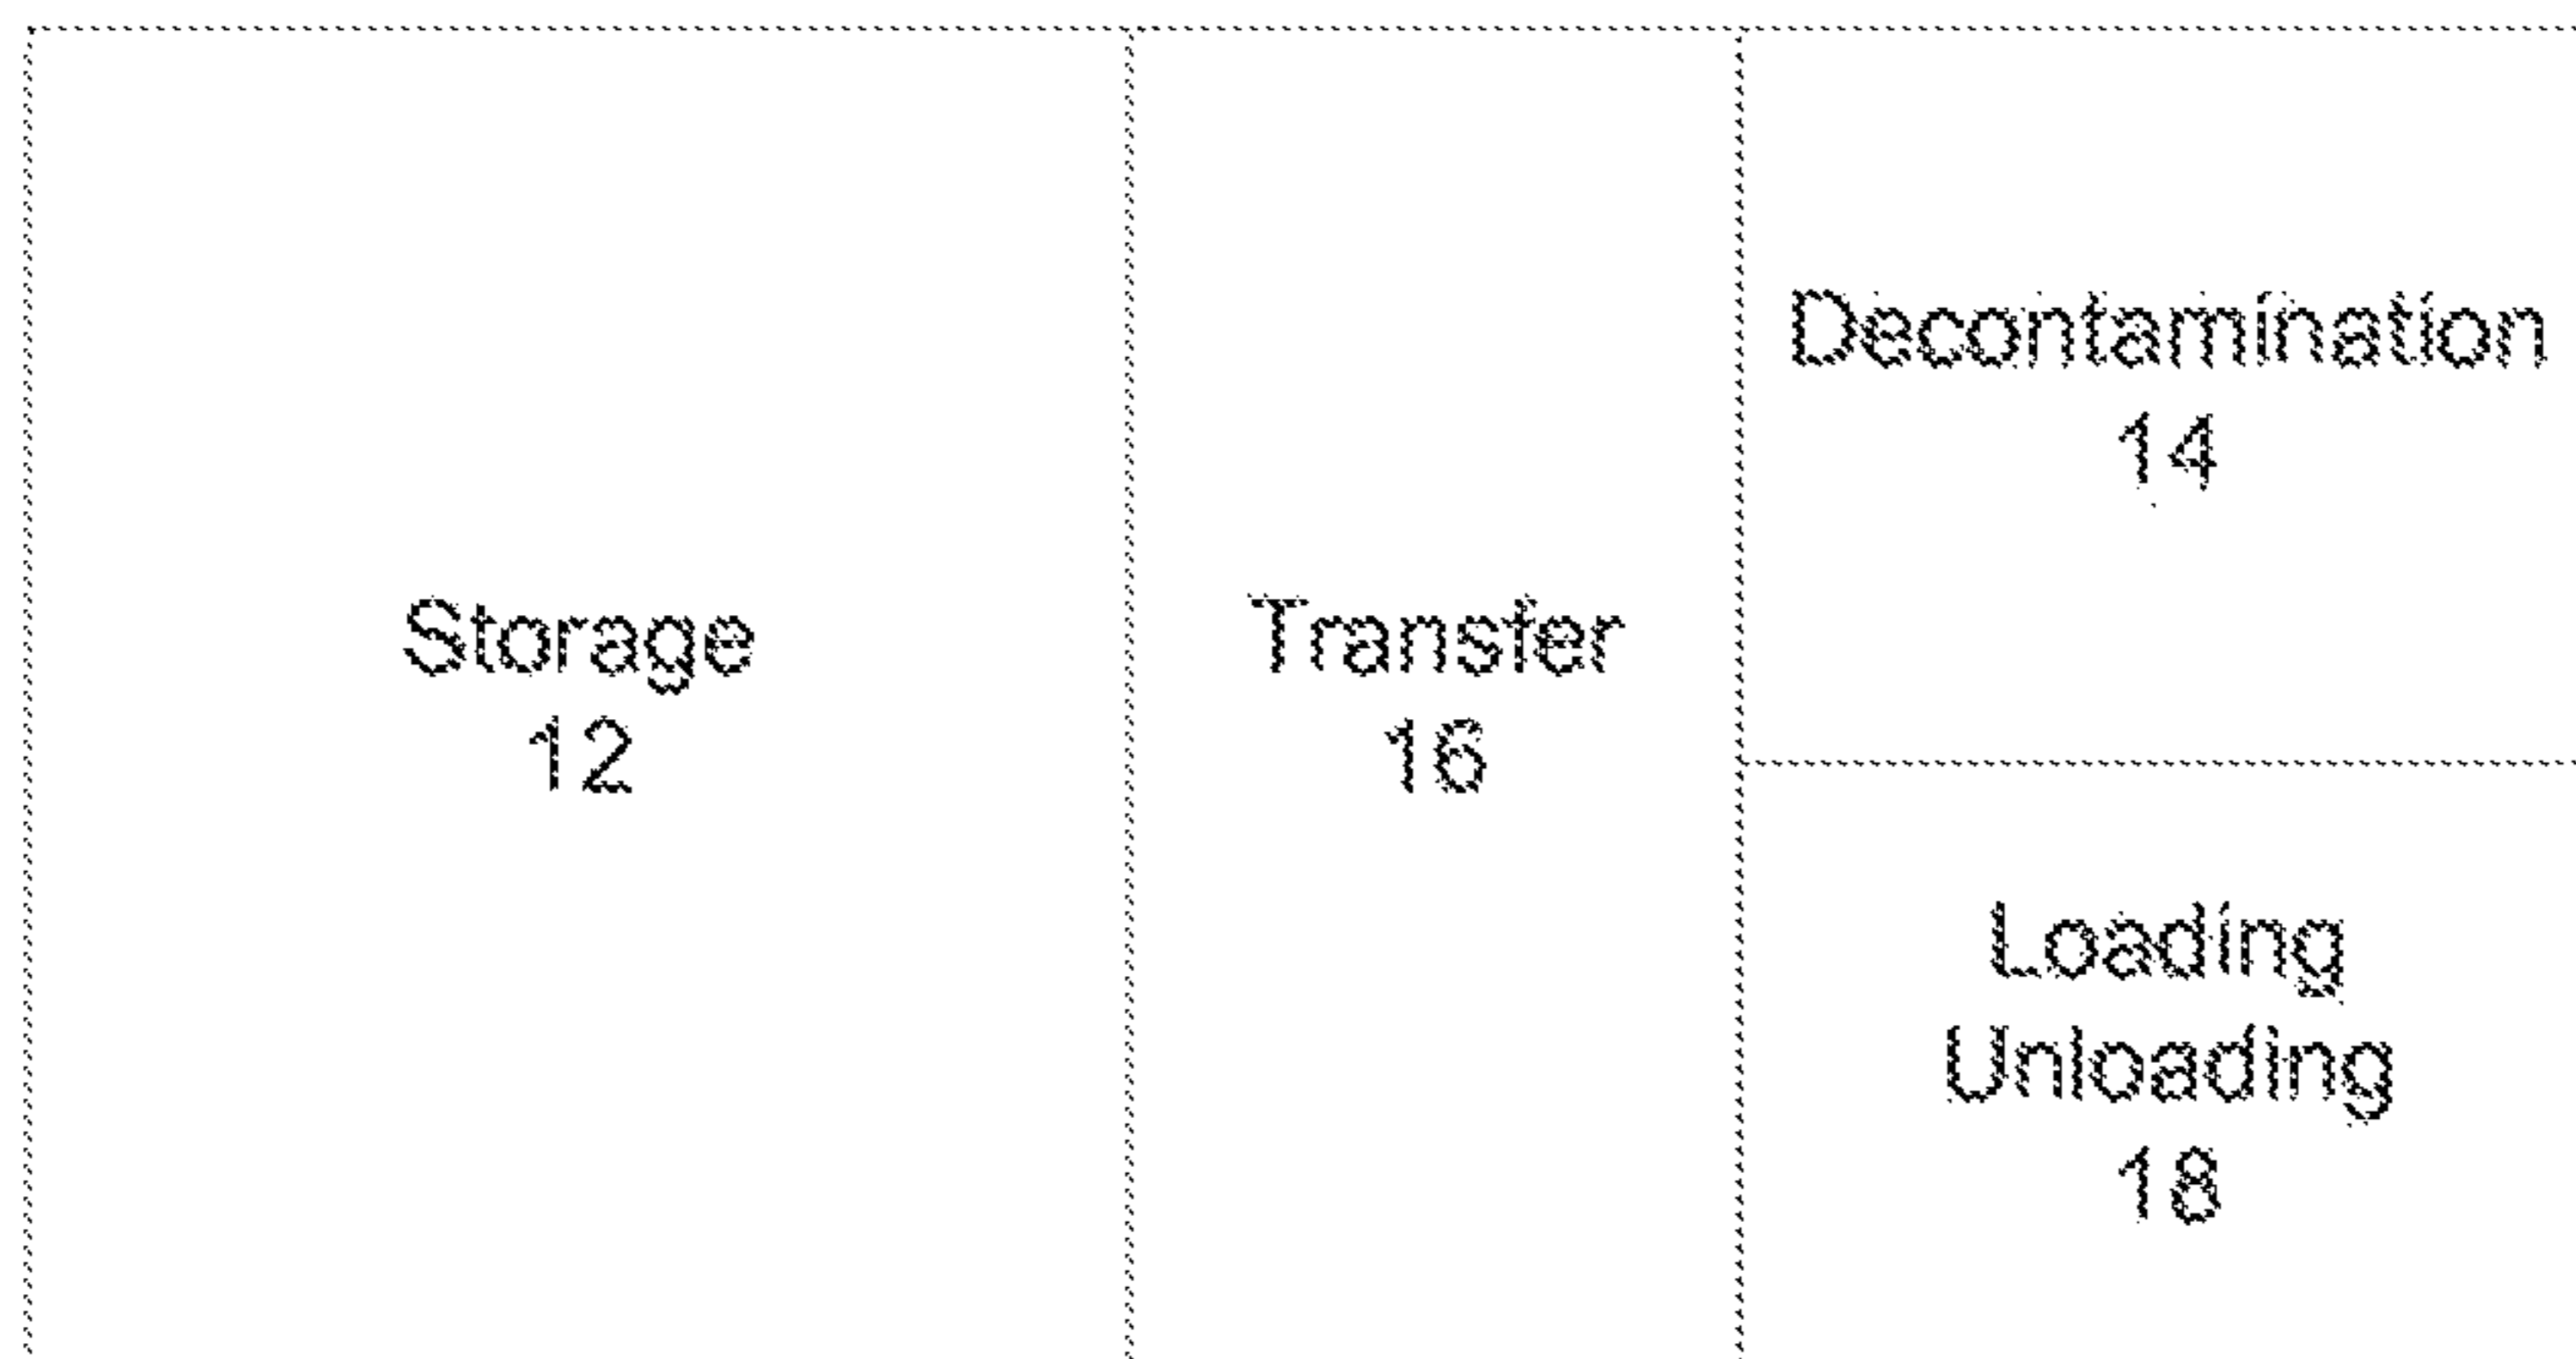 Storage
12
Transfer
16
Decontamination
14
Loading
Unloading
18